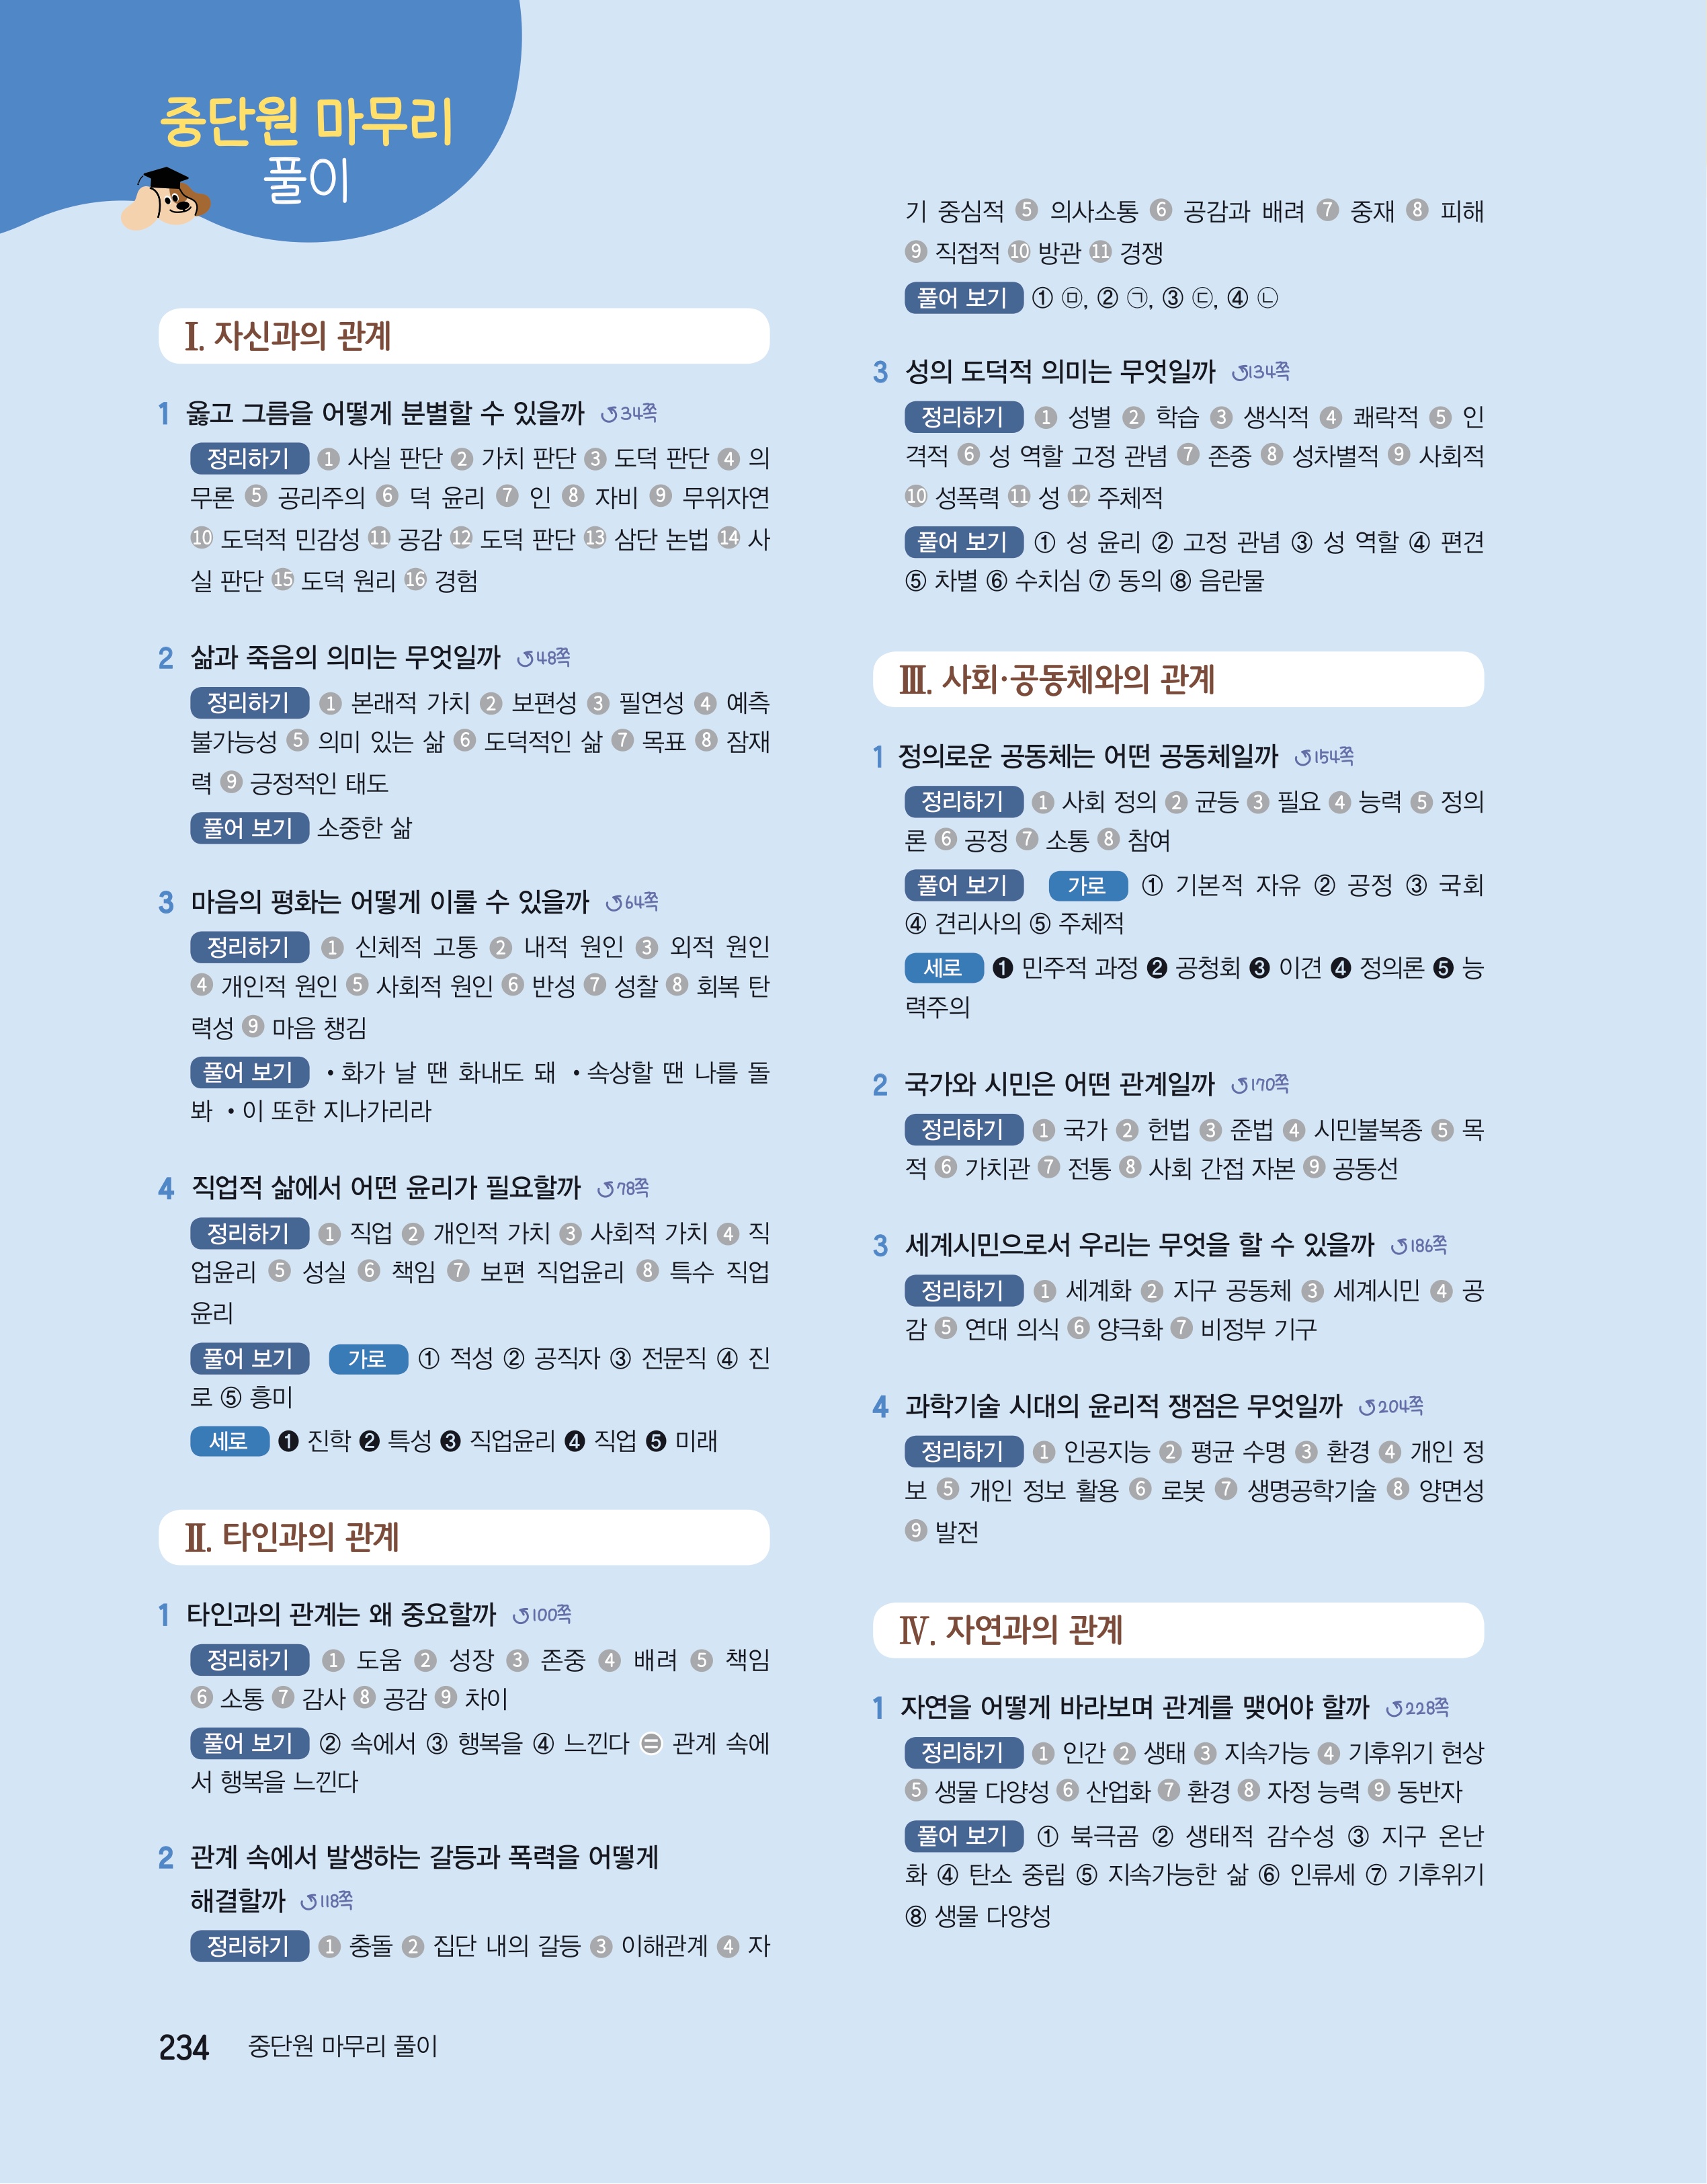 중단원 마무리
풀이
Ⅰ. 자신과의 관계
1 옳고 그름을 어떻게 분별할 수 있을까 34쪽
정리하기 ① 사실 판단 ② 가치 판단 ③ 도덕 판단 ④ 의
무론 ⑤ 공리주의 ⑥ 덕 윤리 ⑦ 인 ⑧ 자비 ⑨ 무위자연
⑩ 도덕적 민감성 ⑪ 공감 ⑫ 도덕 판단 ⑬ 삼단 논법 ⑭ 사
실 판단 ⑮ 도덕 원리 ⑯ 경험
2 삶과 죽음의 의미는 무엇일까 48쪽
정리하기 ① 본래적 가치 ② 보편성 ③ 필연성 ④ 예측
불가능성 ⑤ 의미 있는 삶 ⑥ 도덕적인 삶 ⑦ 목표 ⑧ 잠재
력 ⑨ 긍정적인 태도
풀어 보기 소중한 삶
3 마음의 평화는 어떻게 이룰 수 있을까 64쪽
정리하기 ① 신체적 고통 ② 내적 원인 ③ 외적 원인
④ 개인적 원인 ⑤ 사회적 원인 ⑥ 반성 ⑦ 성찰 ⑧ 회복 탄
력성 ⑨ 마음 챙김
풀어 보기 • 화가 날 땐 화내도 돼 • 속상할 땐 나를 돌
봐 • 이 또한 지나가리라
4 직업적 삶에서 어떤 윤리가 필요할까 78쪽
정리하기 ① 직업 ② 개인적 가치 ③ 사회적 가치 ④ 직
업윤리 ⑤ 성실 ⑥ 책임 ⑦ 보편 직업윤리 ⑧ 특수 직업
윤리
풀어 보기 가로 ① 적성 ② 공직자 ③ 전문직 ④ 진
로 ⑤ 흥미
세로 ❶ 진학 ❷ 특성 ❸ 직업윤리 ❹ 직업 ❺ 미래
Ⅱ. 타인과의 관계
1 타인과의 관계는 왜 중요할까 100쪽
정리하기 ① 도움 ② 성장 ③ 존중 ④ 배려 ⑤ 책임
⑥ 소통 ⑦ 감사 ⑧ 공감 ⑨ 차이
풀어 보기 ② 속에서 ③ 행복을 ④ 느낀다 = 관계 속에
서 행복을 느낀다
2 관계 속에서 발생하는 갈등과 폭력을 어떻게
해결할까 118쪽
정리하기 ① 충돌 ② 집단 내의 갈등 ③ 이해관계 ④ 자
기 중심적 ⑤ 의사소통 ⑥ 공감과 배려 ⑦ 중재 ⑧ 피해
⑨ 직접적 ⑩ 방관 ⑪ 경쟁
풀어 보기 ① ㉤, ② ㉠, ③ ㉢, ④ ㉡
3 성의 도덕적 의미는 무엇일까 134쪽
정리하기 ① 성별 ② 학습 ③ 생식적 ④ 쾌락적 ⑤ 인
격적 ⑥ 성 역할 고정 관념 ⑦ 존중 ⑧ 성차별적 ⑨ 사회적
⑩ 성폭력 ⑪ 성 ⑫ 주체적
풀어 보기 ① 성 윤리 ② 고정 관념 ③ 성 역할 ④ 편견
⑤ 차별 ⑥ 수치심 ⑦ 동의 ⑧ 음란물
Ⅲ. 사회·공동체와의 관계
1 정의로운 공동체는 어떤 공동체일까 154쪽
정리하기 ① 사회 정의 ② 균등 ③ 필요 ④ 능력 ⑤ 정의
론 ⑥ 공정 ⑦ 소통 ⑧ 참여
풀어 보기 가로 ① 기본적 자유 ② 공정 ③ 국회
④ 견리사의 ⑤ 주체적
세로 ❶ 민주적 과정 ❷ 공청회 ❸ 이견 ❹ 정의론 ❺ 능
력주의
2 국가와 시민은 어떤 관계일까 170쪽
정리하기 ① 국가 ② 헌법 ③ 준법 ④ 시민불복종 ⑤ 목
적 ⑥ 가치관 ⑦ 전통 ⑧ 사회 간접 자본 ⑨ 공동선
3 세계시민으로서 우리는 무엇을 할 수 있을까 186쪽
정리하기 ① 세계화 ② 지구 공동체 ③ 세계시민 ④ 공
감 ⑤ 연대 의식 ⑥ 양극화 ⑦ 비정부 기구
4 과학기술 시대의 윤리적 쟁점은 무엇일까 204쪽
정리하기 ① 인공지능 ② 평균 수명 ③ 환경 ④ 개인 정
보 ⑤ 개인 정보 활용 ⑥ 로봇 ⑦ 생명공학기술 ⑧ 양면성
⑨ 발전
Ⅳ. 자연과의 관계
1 자연을 어떻게 바라보며 관계를 맺어야 할까 228쪽
정리하기 ① 인간 ② 생태 ③ 지속가능 ④ 기후위기 현상
⑤ 생물 다양성 ⑥ 산업화 ⑦ 환경 ⑧ 자정 능력 ⑨ 동반자
풀어 보기 ① 북극곰 ② 생태적 감수성 ③ 지구 온난
화 ④ 탄소 중립 ⑤ 지속가능한 삶 ⑥ 인류세 ⑦ 기후위기
⑧ 생물 다양성
234 중단원 마무리 풀이